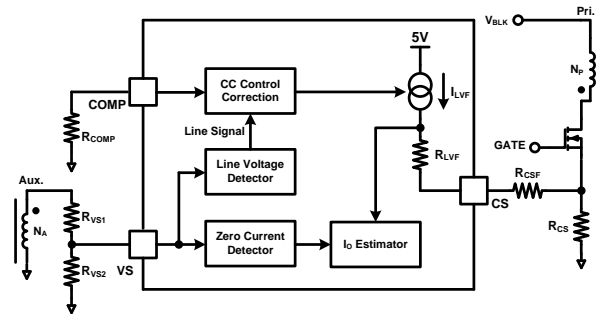 Pri.
V_BLK
5V
CC Control
Correction
COMP
I_LVF
N_P
R_COMP
Line Signal
GATE
R_LVF
Line Voltage
Detector
Aux.
R_CSF
CS
R_VS1
N_A
R_CS
Zero Current
Detector
I_O Estimator
R_VS2
VS